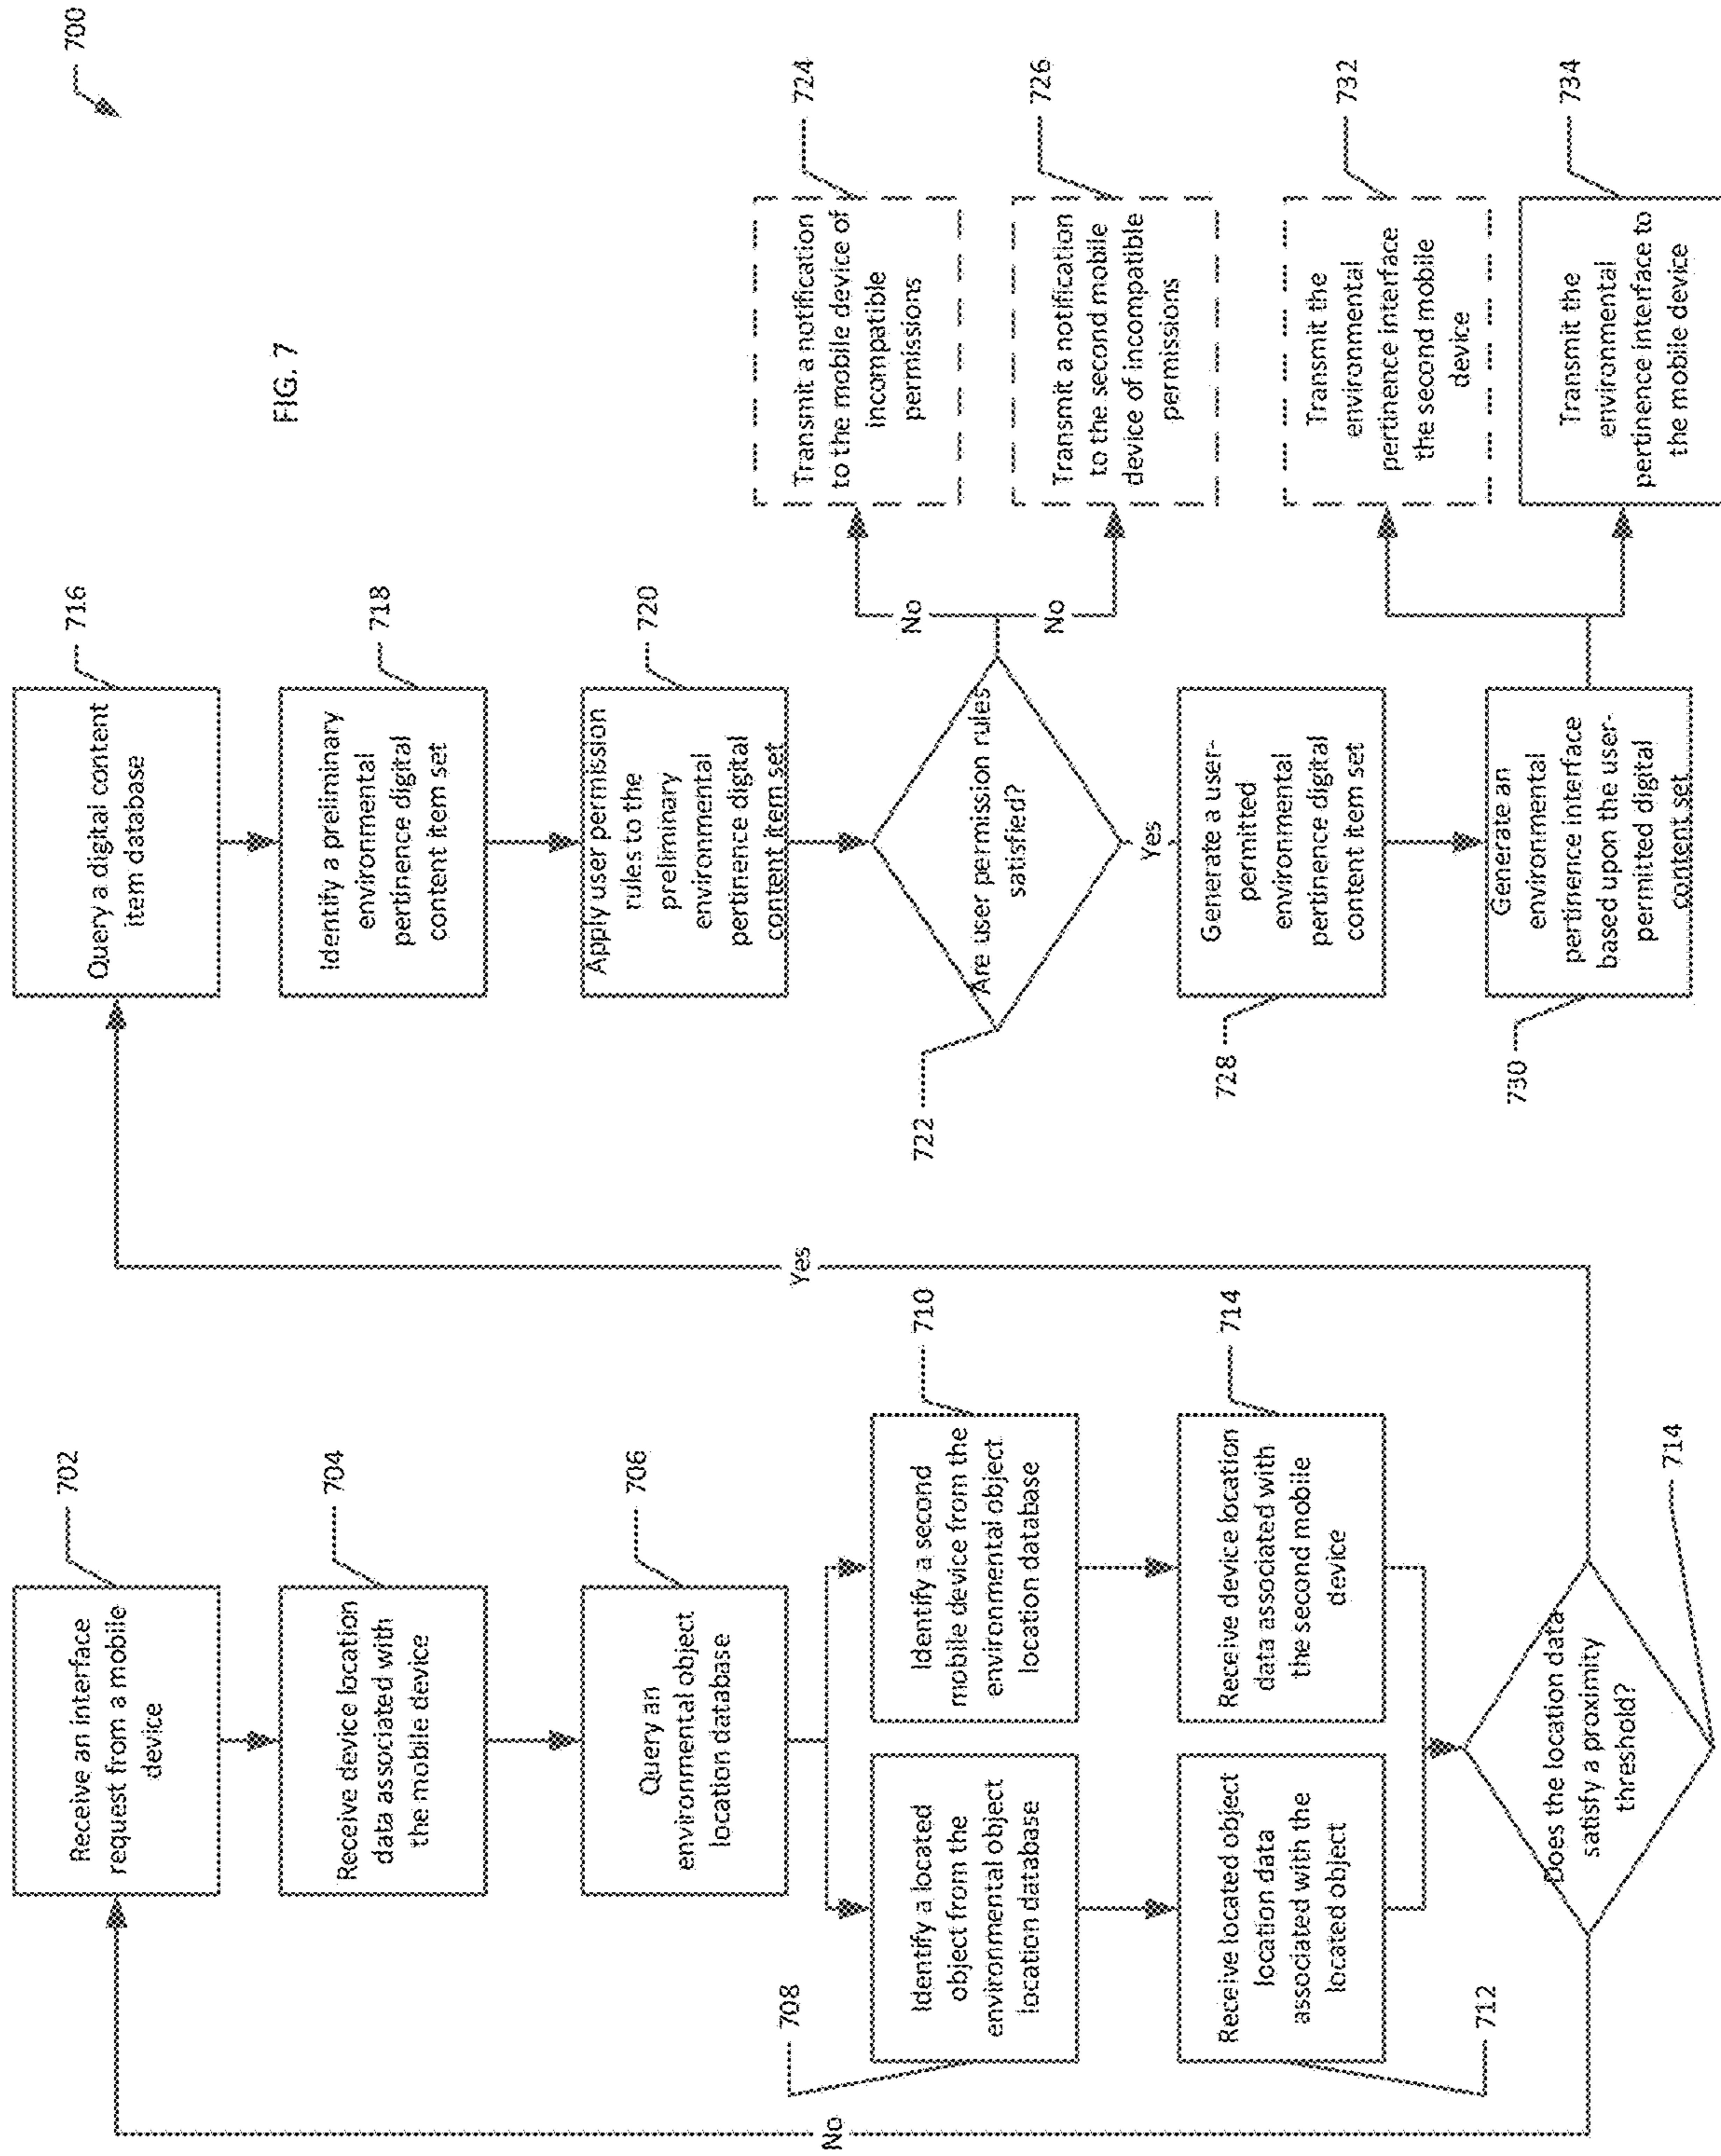 700
FIG. 7
702
Receive an interface
request from a mobile
device
704
Receive device location
data associated with
the mobile device
706
Query an
environmental object
location database
708
Identify a located
object from the
environmental object
location database
710
Identify a second
mobile device from the
environmental object
location database
712
Receive located object
location data
associated with the
located object
714
Receive device location
data associated with
the second mobile
device
714
Does the location data
satisfy a proximity
threshold?
No
Yes
716
Query a digital content
item database
718
Identify a preliminary
environmental
pertinence digital
content item set
720
Apply user permission
rules to the
preliminary
environmental
pertinence digital
content item set
722
Are user permission rules
satisfied?
No
No
Yes
724
Transmit a notification
to the mobile device of
incompatible
permissions
726
Transmit a notification
to the second mobile
device of incompatible
permissions
728
Generate a user-
permitted
environmental
pertinence digital
content item set
730
Generate an
environmental
pertinence interface
based upon the user-
permitted digital
content set
732
Transmit the
environmental
pertinence interface
the second mobile
device
734
Transmit the
environmental
pertinence interface to
the mobile device